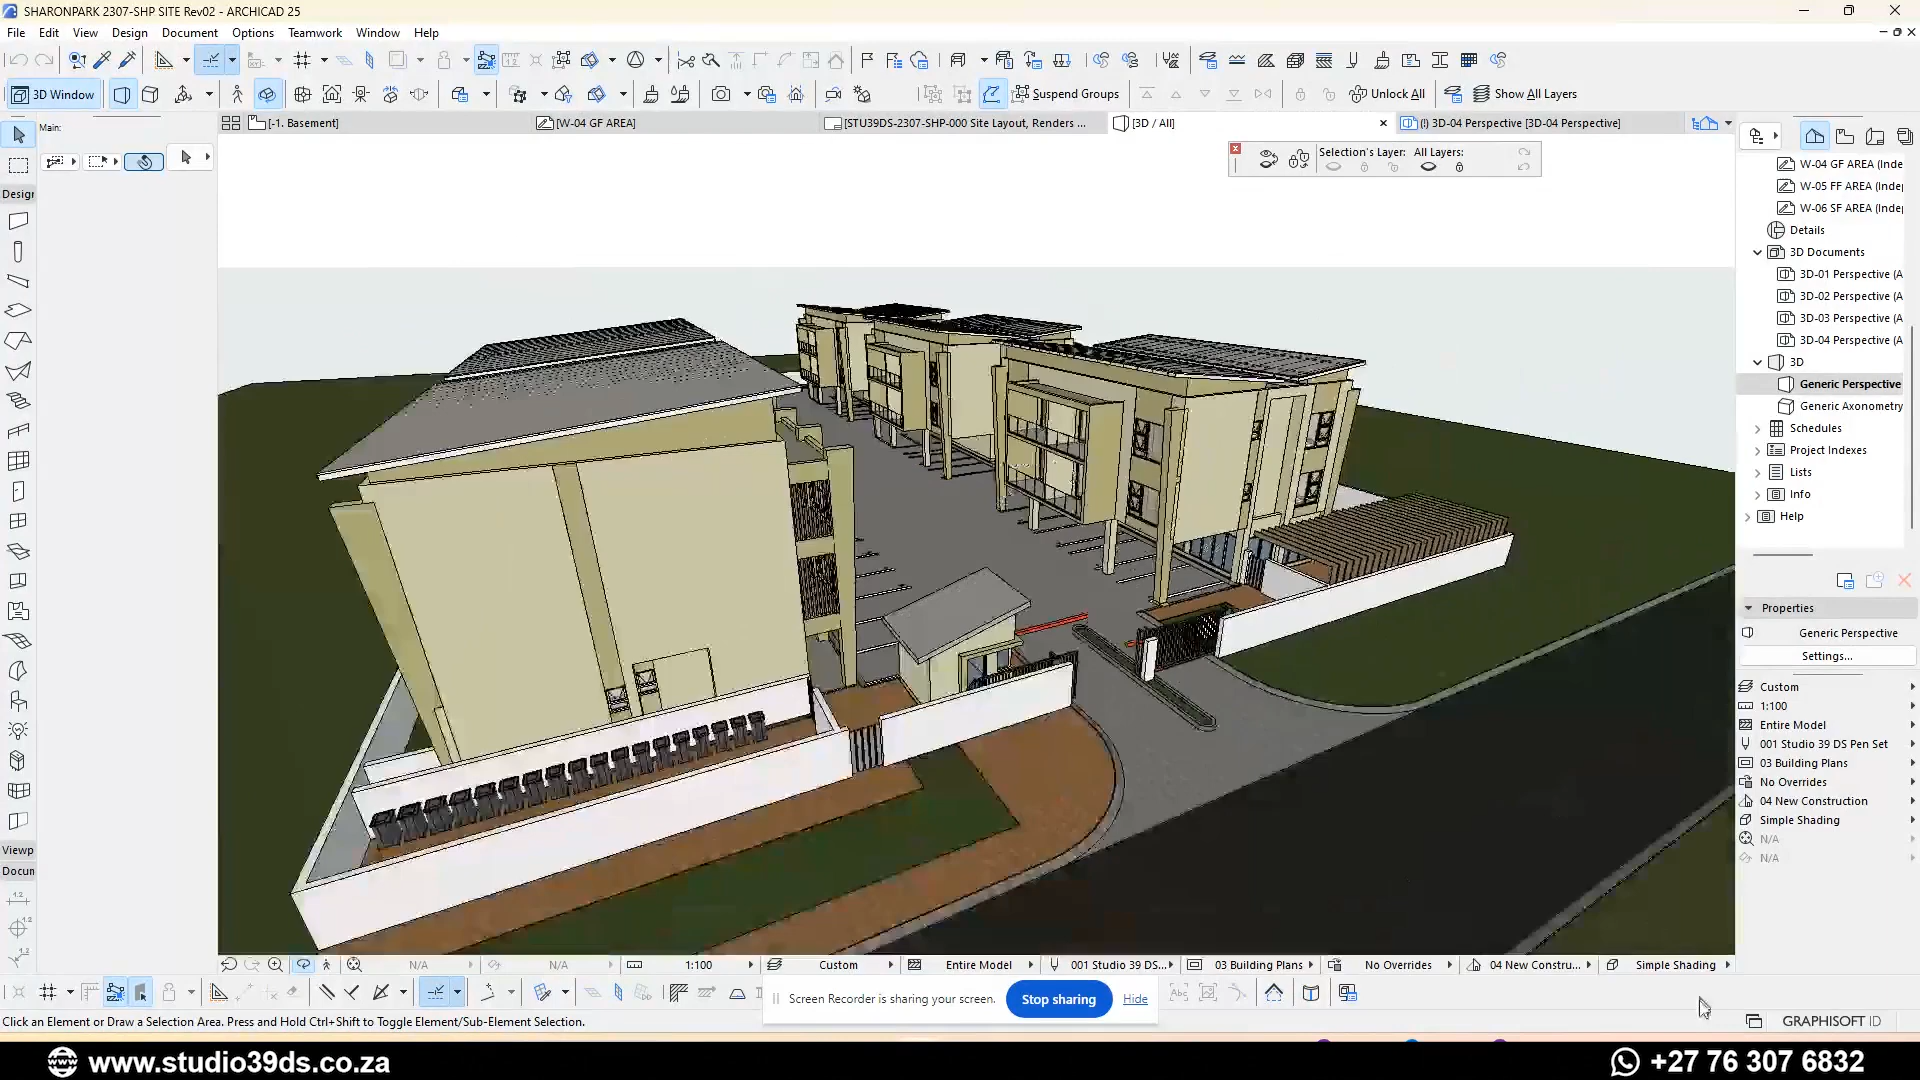 SHARONPARK 2307-SHP SITE Rev02 - ARCHICAD 25
File Edit View Design Document Options Teamwork Window Help
3D Window
Suspend Groups
Unlock All
Show All Layers
[-1. Basement]
[W-04 GF AREA]
[STU39DS-2307-SHP-000 Site Layout, Renders ...
[3D / All]
(!) 3D-04 Perspective [3D-04 Perspective]
Main:
Selection's Layer: All Layers:
Design
Viewp
Docum
W-04 GF AREA (Inde
W-05 FF AREA (Inde
W-06 SF AREA (Inde
Details
3D Documents
3D-01 Perspective (A
3D-02 Perspective (A
3D-03 Perspective (A
3D-04 Perspective (A
3D
Generic Perspective
Generic Axonometry
Schedules
Project Indexes
Lists
Info
Help
Properties
Generic Perspective
Settings...
Custom
1:100
Entire Model
001 Studio 39 DS Pen Set
03 Building Plans
No Overrides
04 New Construction
Simple Shading
N/A
N/A
N/A N/A 1:100 Custom Entire Model 001 Studio 39 DS... 03 Building Plans No Overrides 04 New Constru... Simple Shading
Screen Recorder is sharing your screen. Stop sharing Hide
Click an Element or Draw a Selection Area. Press and Hold Ctrl+Shift to Toggle Element/Sub-Element Selection.
GRAPHISOFT ID
www.studio39ds.co.za
+27 76 307 6832